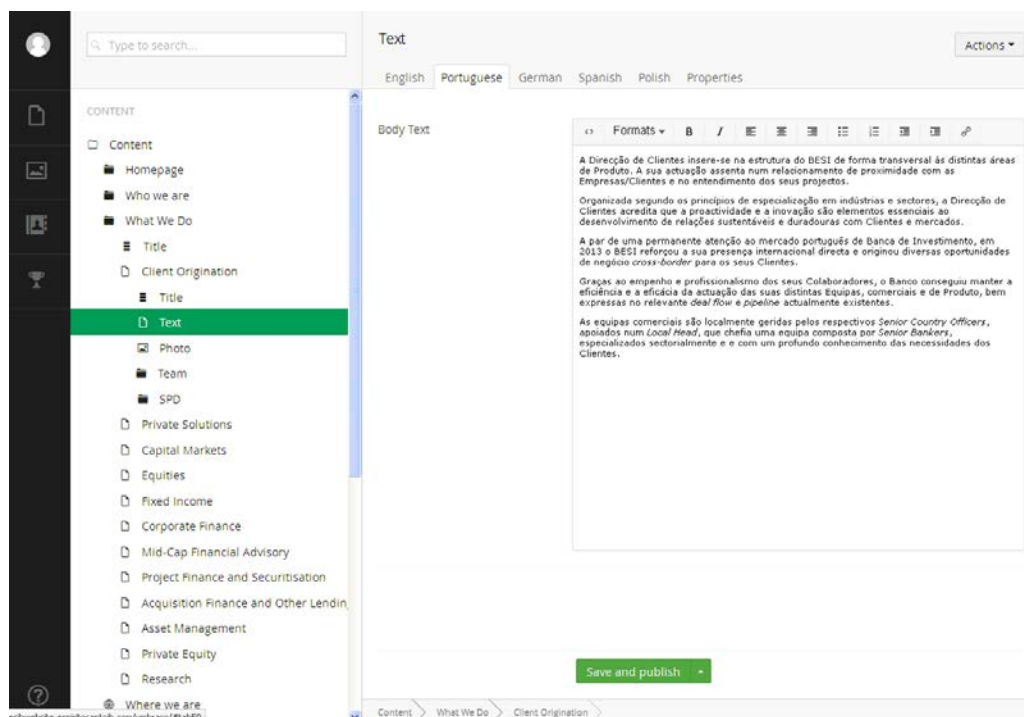 Type to search...
CONTENT
Content
Homepage
Who we are
What We Do
Title
Client Origination
Title
Text
Photo
Team
SPD
Private Solutions
Capital Markets
Equities
Fixed Income
Corporate Finance
Mid-Cap Financial Advisory
Project Finance and Securitisation
Acquisition Finance and Other Lendin
Asset Management
Private Equity
Research
Where we are
Text
Actions
English Portuguese German Spanish Polish Properties
Body Text
Formats B I
A Direcção de Clientes insere-se na estrutura do BESI de forma transversal ás distintas áreas
de Produto. A sua actuação assenta num relacionamento de proximidade com as
Empresas/Clientes e no entendimento dos seus projectos.
Organizada segundo os princípios de especialização em indústrias e sectores, a Direcção de
Clientes acredita que a proactividade e a inovação são elementos essenciais ao
desenvolvimento de relações sustentáveis e duradouras com Clientes e mercados.
A par de uma permanente atenção ao mercado português de Banca de Investimento, em
2013 o BESI reforçou a sua presença internacional directa e originou diversas oportunidades
de negócio cross-border para os seus Clientes.
Graças ao empenho e profissionalismo dos seus Colaboradores, o Banco conseguiu manter a
eficiência e a eficácia da actuação das suas distintas Equipas, comerciais e de Produto, bem
expressas no relevante deal flow e pipeline actualmente existentes.
As equipas comerciais são localmente geridas pelos respectivos Senior Country Officers,
apoiados num Local Head, que chefia uma equipa composta por Senior Bankers,
especializados sectorialmente e e com um profundo conhecimento das necessidades dos
Clientes.
Save and publish
Content What We Do Client Origination